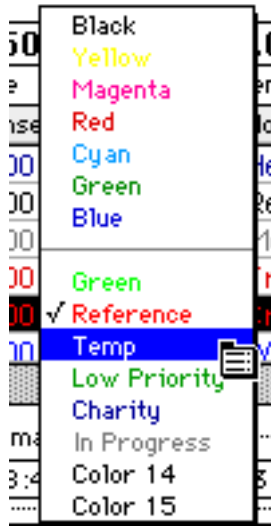 Black
Yellow
Magenta
Red
Cyan
Green
Blue
Green
√ Reference
Temp
Low Priority
Charity
In Progress
Color 14
Color 15